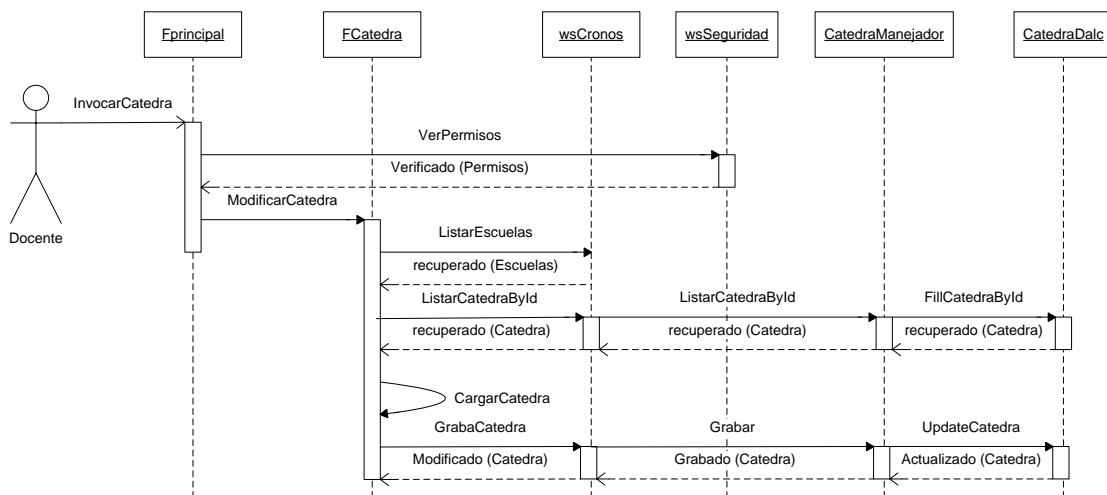 Fprincipal
FCatedra
wsCronos
wsSeguridad
CatedraManejador
CatedraDalc
InvocarCatedra
VerPermisos
Verificado (Permisos)
ModificarCatedra
Docente
ListarEscuelas
recuperado (Escuelas)
ListarCatedraById
ListarCatedraById
FillCatedraById
recuperado (Catedra)
recuperado (Catedra)
recuperado (Catedra)
CargarCatedra
GrabaCatedra
Grabar
UpdateCatedra
Modificado (Catedra)
Grabado (Catedra)
Actualizado (Catedra)